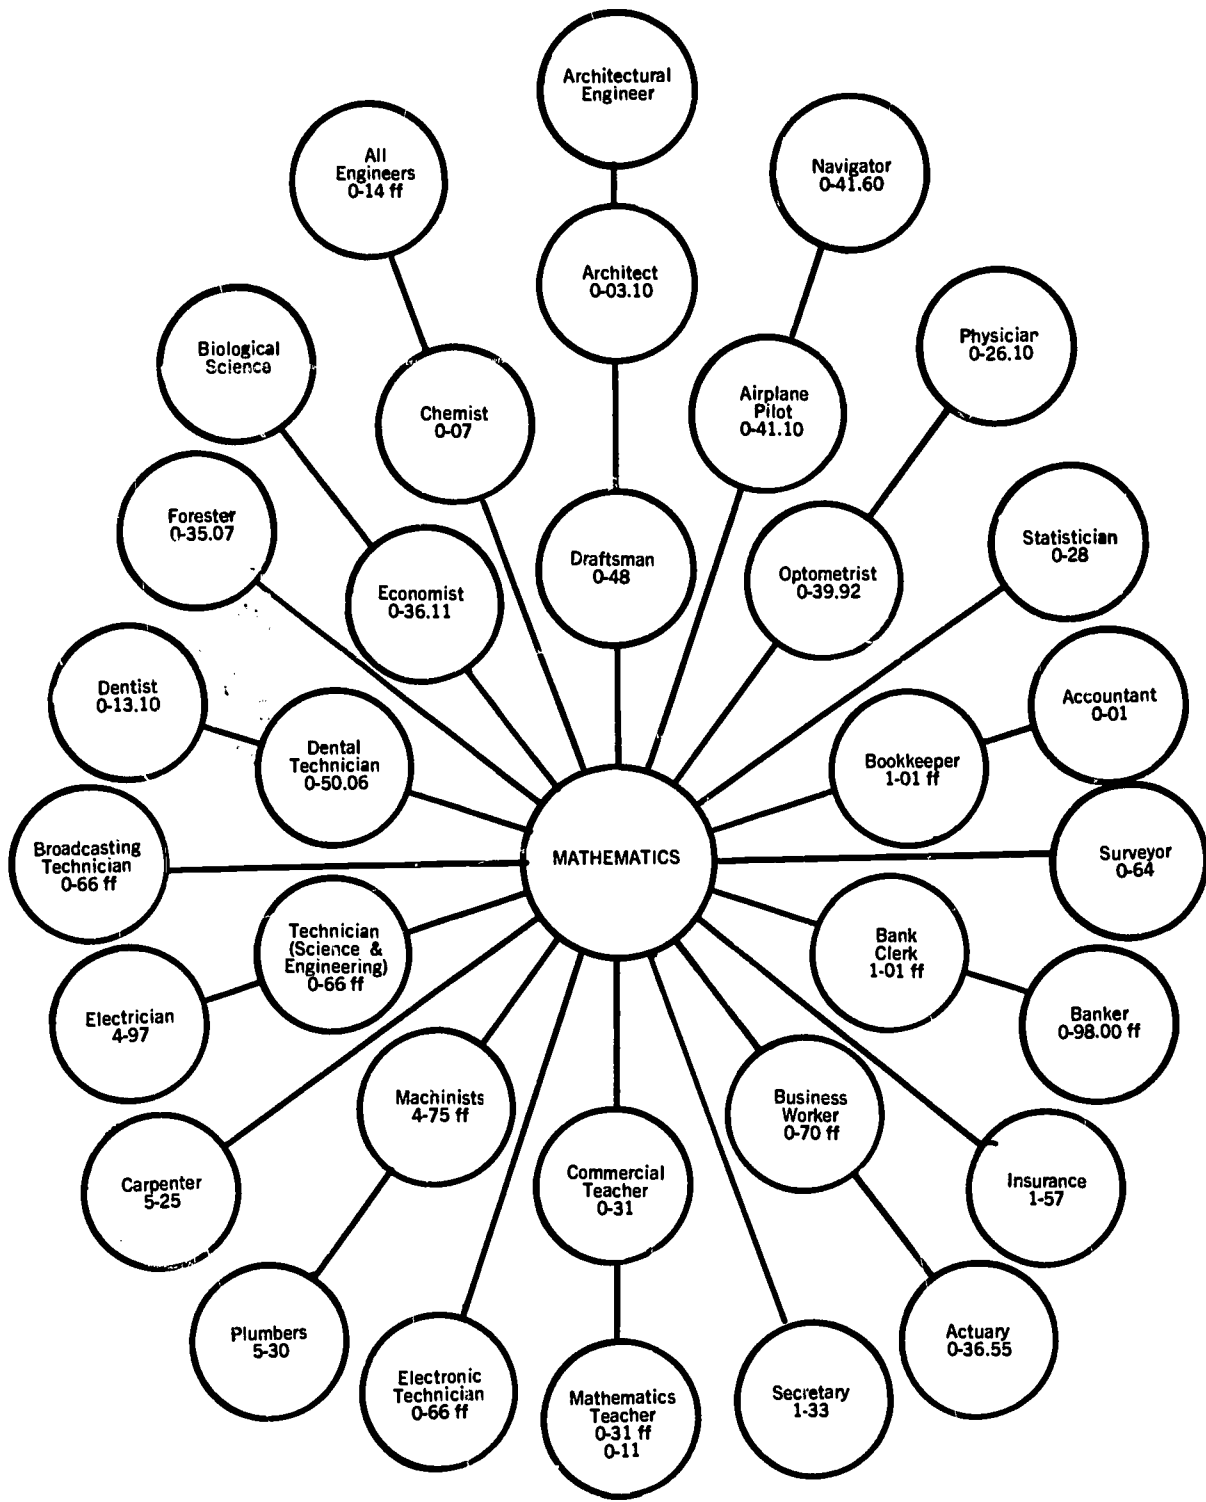 Architectural
Engineer
All
Engineers
0-14 ff
Navigator
0-41.60
Architect
0-03.10
Biological
Science
Physician
0-26.10
Chemist
0-07
Airplane
Pilot
0-41.10
Forester
0-35.07
Statistician
0-28
Economist
0-36.11
Draftsman
0-48
Optometrist
0-39.92
Dentist
0-13.10
Accountant
0-01
Dental
Technician
0-50.06
Bookkeeper
1-01 ff
Broadcasting
Technician
0-66 ff
MATHEMATICS
Surveyor
0-64
Technician
(Science &
Engineering)
0-66 ff
Bank
Clerk
1-01 ff
Electrician
4-97
Banker
0-98.00 ff
Machinists
4-75 ff
Business
Worker
0-70 ff
Carpenter
5-25
Commercial
Teacher
0-31
Insurance
1-57
Plumbers
5-30
Actuary
0-36.55
Electronic
Technician
0-66 ff
Mathematics
Teacher
0-31 ff
0-11
Secretary
1-33